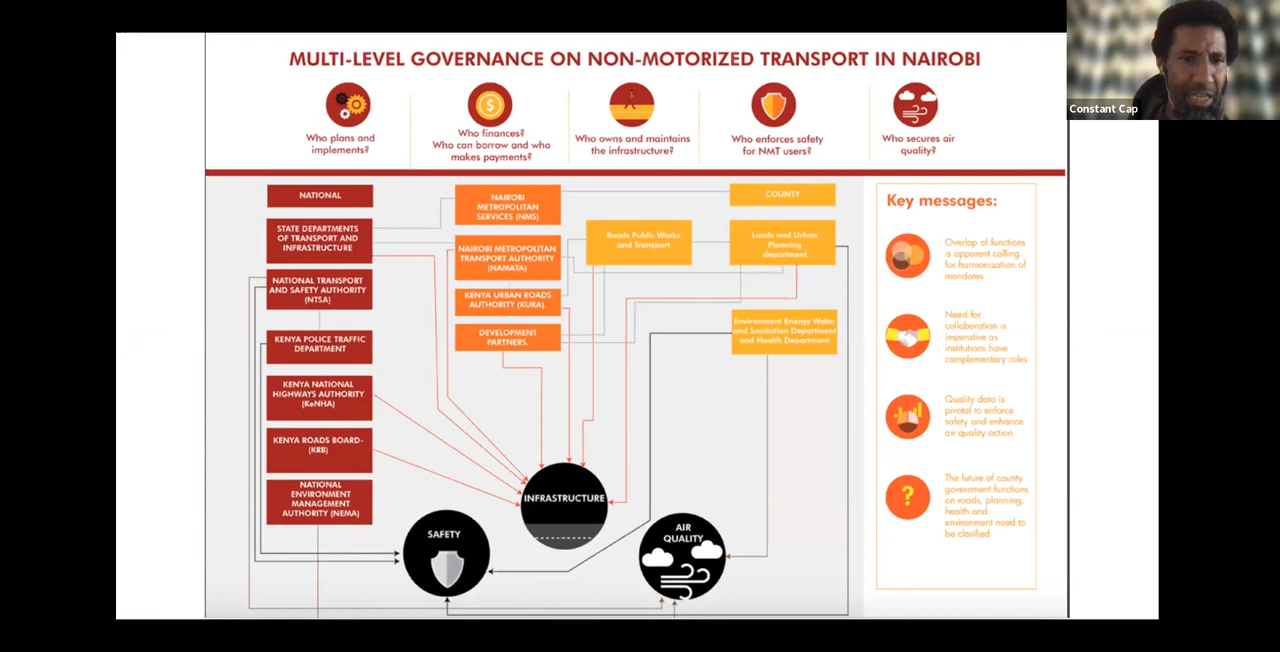 MULTI-LEVEL GOVERNANCE ON NON-MOTORIZED TRANSPORT IN NAIROBI
Constant Cap
Who plans and
implements?
Who finances?
Who can borrow and who
makes payments?
Who owns and maintains
the infrastructure?
Who enforces safety
for NMT users?
Who secures air
quality?
NATIONAL
STATE DEPARTMENTS
OF TRANSPORT AND
INFRASTRUCTURE
NATIONAL TRANSPORT
AND SAFETY AUTHORITY
(NTSA)
KENYA POLICE TRAFFIC
DEPARTMENT
KENYA NATIONAL
HIGHWAYS AUTHORITY
(KeNHA)
KENYA ROADS BOARD-
(KRB)
NATIONAL
ENVIRONMENT
MANAGEMENT
AUTHORITY (NEMA)
NAIROBI
METROPOLITAN
SERVICES (NMS)
NAIROBI METROPOLITAN
TRANSPORT AUTHORITY
(NAMATA)
KENYA URBAN ROADS
AUTHORITY (KURA).
DEVELOPMENT
PARTNERS.
COUNTY
Roads Public Works
and Transport
Lands and Urban
Planning
department
Environment Energy Water
and Sanitation Department
and Health Department
SAFETY
INFRASTRUCTURE
AIR
QUALITY
Key messages:
Overlap of functions
is apparent calling
for harmonization of
mandates
Need for
collaboration is
imperative as
institutions have
complementary roles
Quality data is
pivotal to enforce
safety and enhance
air quality action
?
The future of county
government functions
on roads, planning,
health and
environment need to
be clarified